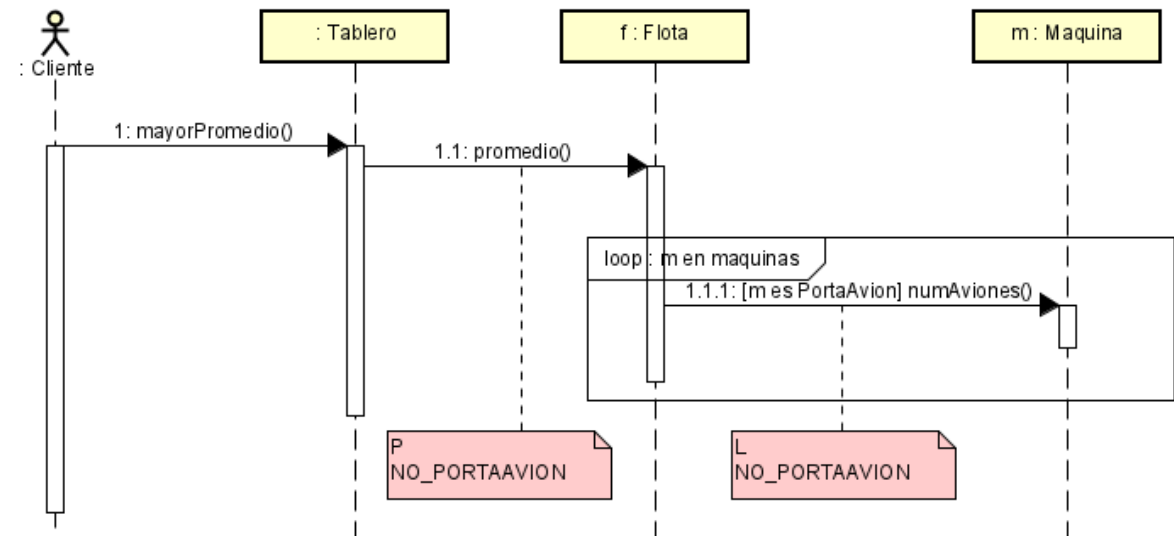 : Cliente
: Tablero
f : Flota
m : Maquina
1: mayorPromedio()
1.1: promedio()
loop : m en maquinas
1.1.1: [m es PortaAvion] numAviones()
P
NO_PORTAAVION
L
NO_PORTAAVION